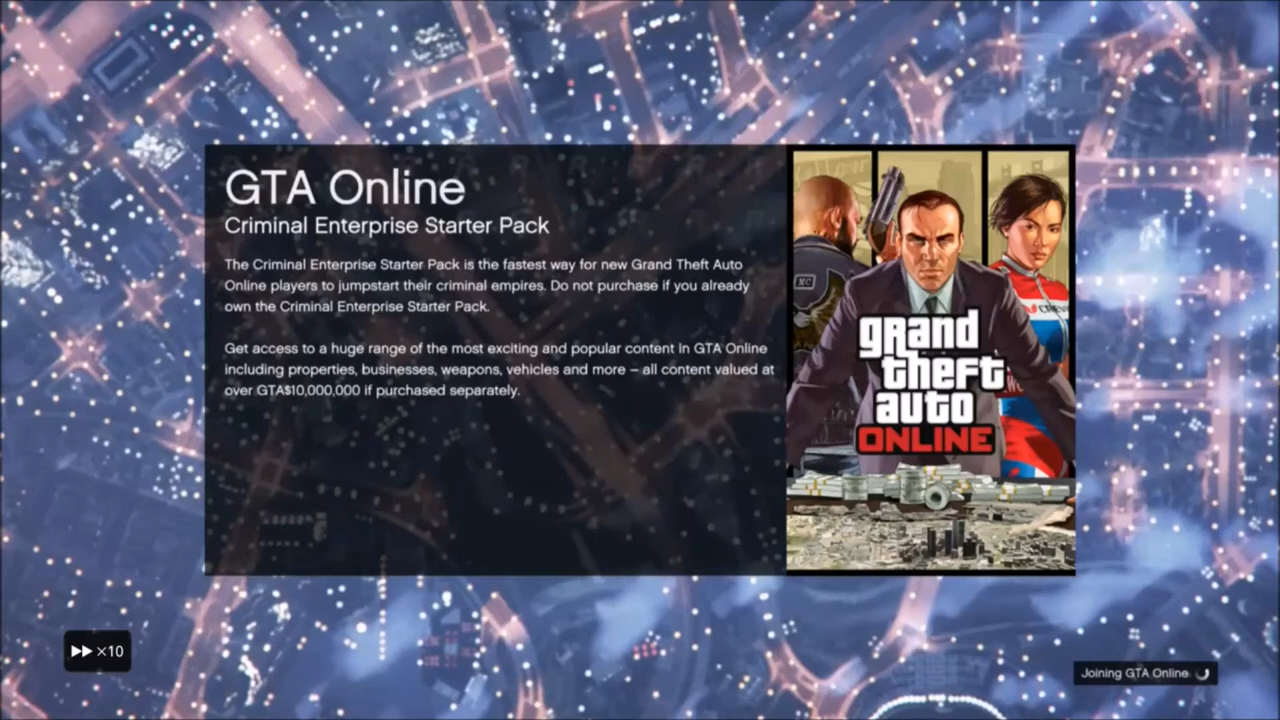 GTA Online
Criminal Enterprise Starter Pack
The Criminal Enterprise Starter Pack is the fastest way for new Grand Theft Auto
Online players to jumpstart their criminal empires. Do not purchase if you already
own the Criminal Enterprise Starter Pack.
Get access to a huge range of the most exciting and popular content in GTA Online
including properties, businesses, weapons, vehicles and more – all content valued at
over GTA$10,000,000 if purchased separately.
MC
grand
theft
auto
ONLINE
×10
Joining GTA Online